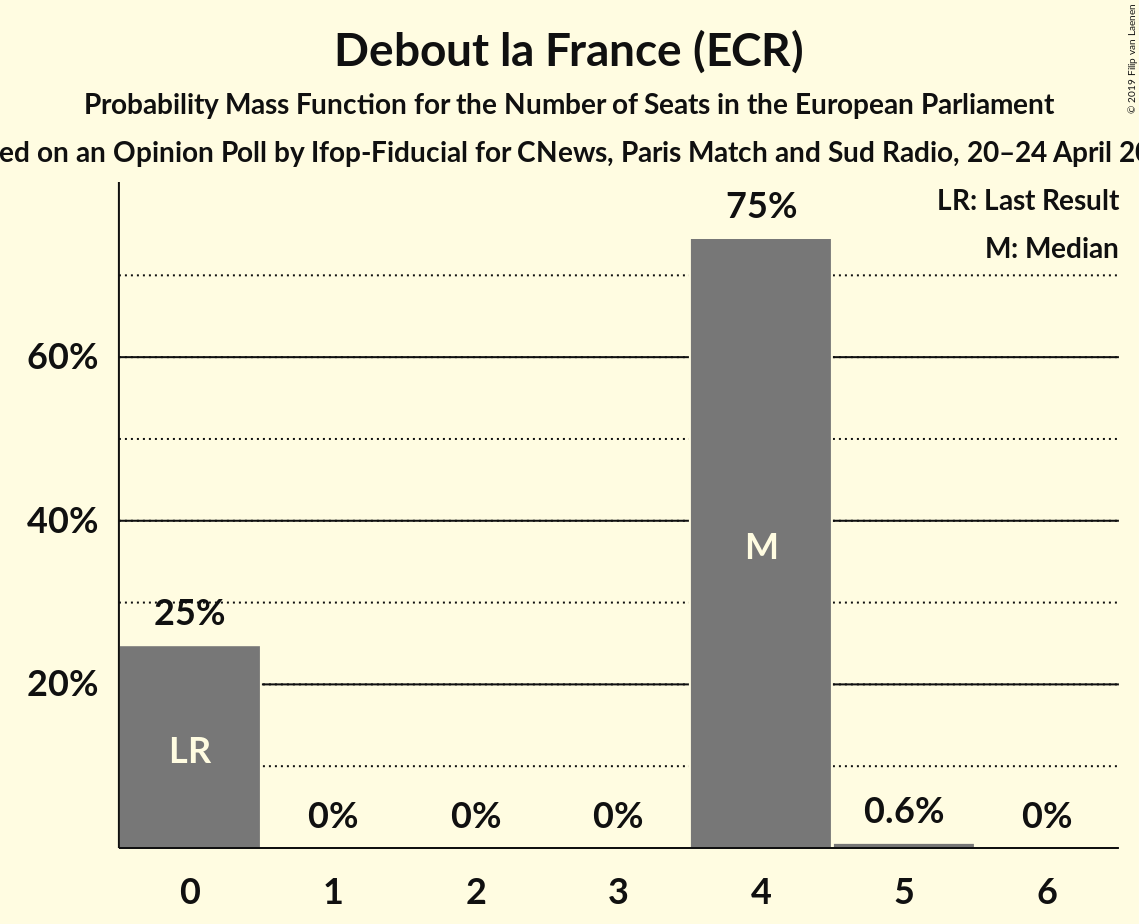 Debout la France (ECR)
Probability Mass Function for the Number of Seats in the European Parliament
ed on an Opinion Poll by Ifop-Fiducial for CNews, Paris Match and Sud Radio, 20–24 April 20
© 2019 Filip van Laenen
LR: Last Result
M: Median
75%
60%
40%
M
25%
20%
LR
0%
0%
0%
0.6%
0%
0
1
2
3
4
5
6